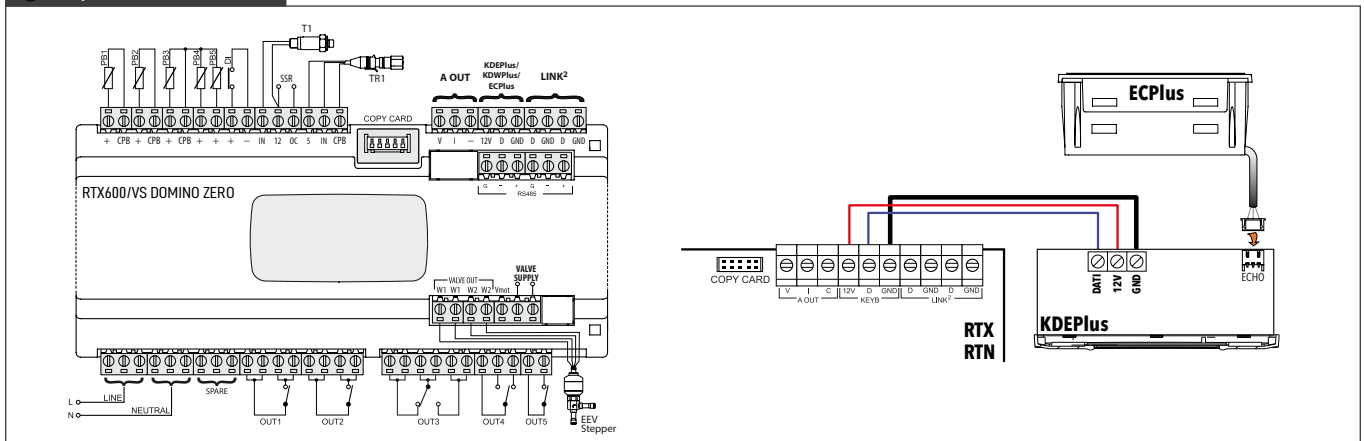 T1
PB1 PB2 PB3 PB4 PB5 DI SSR TR1
A OUT KDEPlus/ KDWPlus/ ECPlus LINK²
COPY CARD
+ CPB + CPB + CPB + + + − IN 12 OC 5 IN CPB
V I − 12V D GND D GND D GND
G − + G − +
RS485
RTX600/VS DOMINO ZERO
VALVE OUT VALVE SUPPLY
W1 W1 W2 W2 Vmot
L LINE
N NEUTRAL
SPARE
OUT1 OUT2 OUT3 OUT4 OUT5
EEV
Stepper
ECPlus
COPY CARD
V I C 12V D GND D GND D GND
A OUT KEYB LINK²
RTX
RTN
DATI 12V GND
ECHO
KDEPlus